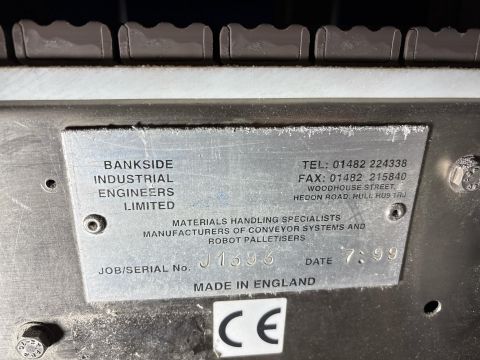 BANKSIDE
INDUSTRIAL
ENGINEERS
LIMITED
TEL: 01482 224338
FAX: 01482 215840
WOODHOUSE STREET,
HEDON ROAD, HULL HU9 1RJ
MATERIALS HANDLING SPECIALISTS
MANUFACTURERS OF CONVEYOR SYSTEMS AND
ROBOT PALLETISERS
JOB/SERIAL No. J1393 DATE 7:99
MADE IN ENGLAND
CE